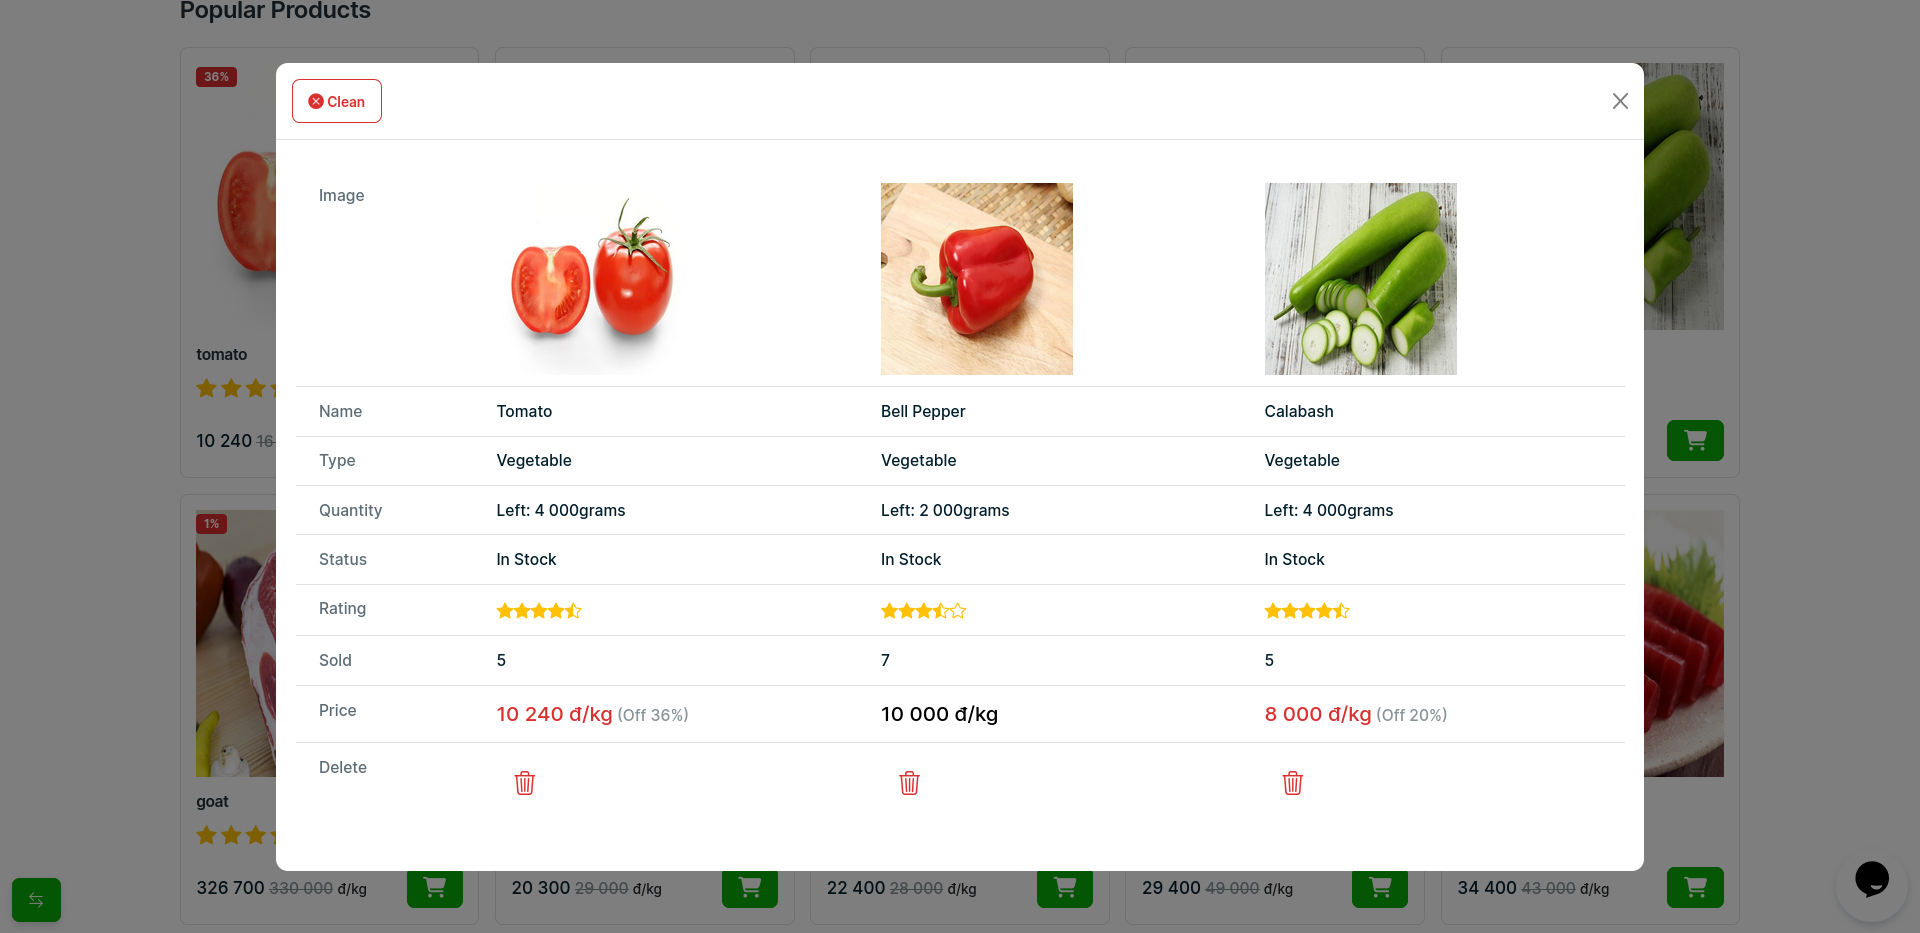 Popular Products
36%
Clean
Image
Name Tomato Bell Pepper Calabash
Type Vegetable Vegetable Vegetable
Quantity Left: 4 000grams Left: 2 000grams Left: 4 000grams
Status In Stock In Stock In Stock
Rating
Sold 5 7 5
Price 10 240 đ/kg (Off 36%) 10 000 đ/kg 8 000 đ/kg (Off 20%)
Delete
tomato
10 240 16
1%
goat
326 700 330 000 đ/kg
20 300 29 000 đ/kg
22 400 28 000 đ/kg
29 400 49 000 đ/kg
34 400 43 000 đ/kg